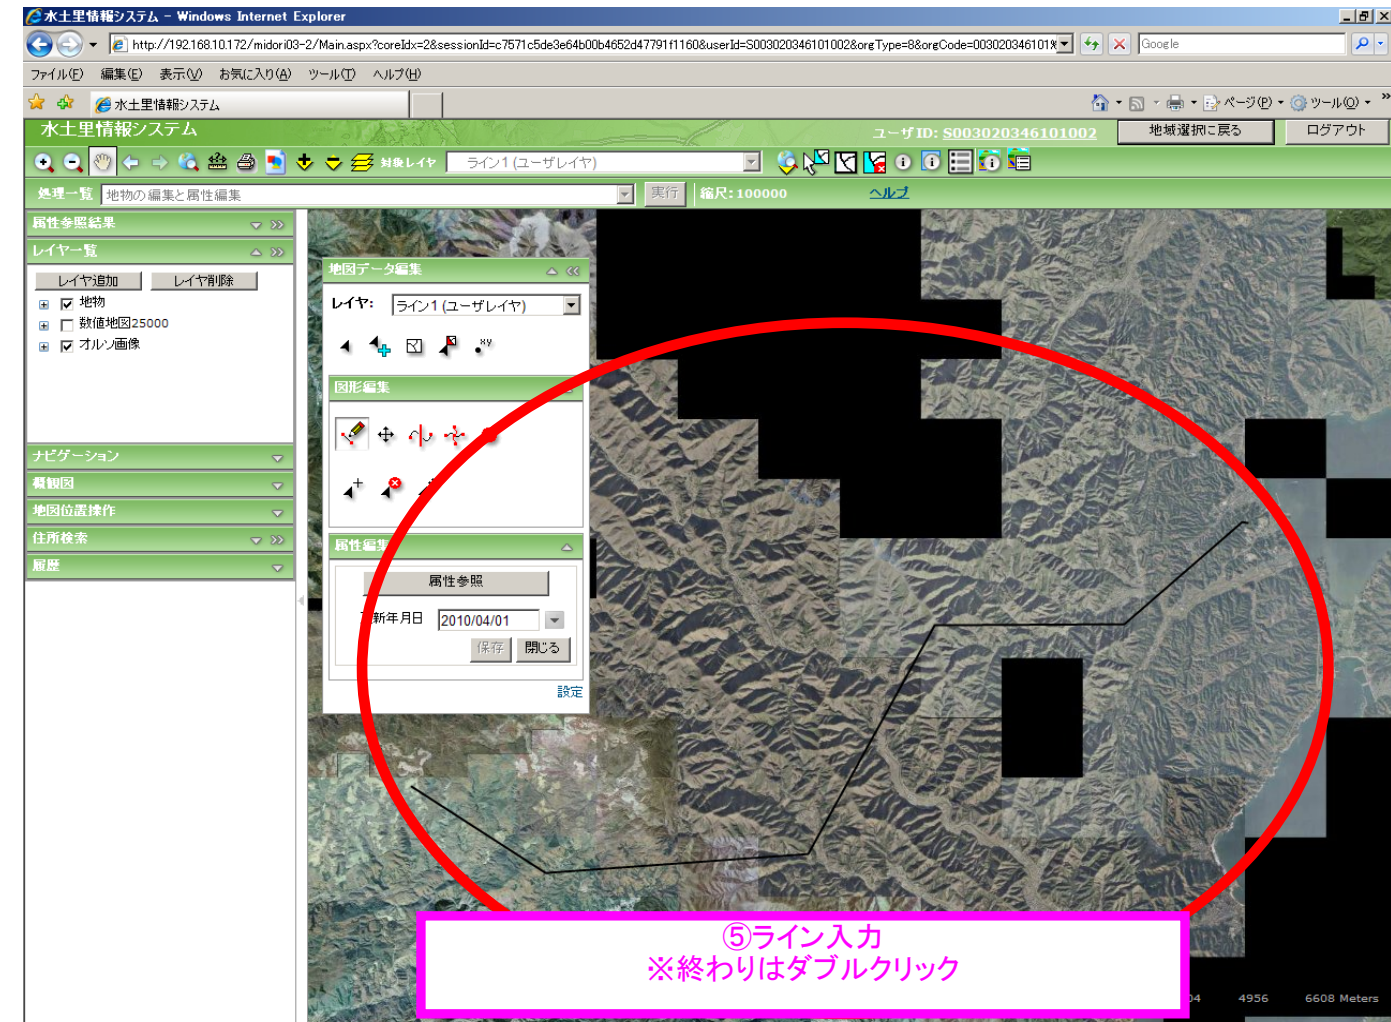 水土里情報システム - Windows Internet Explorer
http://192.168.10.172/midori03-2/Main.aspx?coreIdx=2&sessionId=c7571c5de3e64b00b4652d47791f1160&userId=S003020346101002&orgType=8&orgCode=003020346101%
Google
ファイル(F) 編集(E) 表示(V) お気に入り(A) ツール(T) ヘルプ(H)
水土里情報システム
ページ(P) ツール(O) »
水土里情報システム
ユーザID: S003020346101002
地域選択に戻る
ログアウト
対象レイヤ
ライン1 (ユーザレイヤ)
処理一覧
地物の編集と属性編集
実行
縮尺: 100000
ヘルプ
属性参照結果
レイヤ一覧
レイヤ追加 レイヤ削除
地物
数値地図25000
オルソ画像
ナビゲーション
概観図
地図位置操作
住所検索
履歴
地図データ編集
レイヤ: ライン1 (ユーザレイヤ)
xy
図形編集
属性編集
属性参照
新年月日 2010/04/01
保存 閉じる
設定
⑤ライン入力
※終わりはダブルクリック
04 4956 6608 Meters